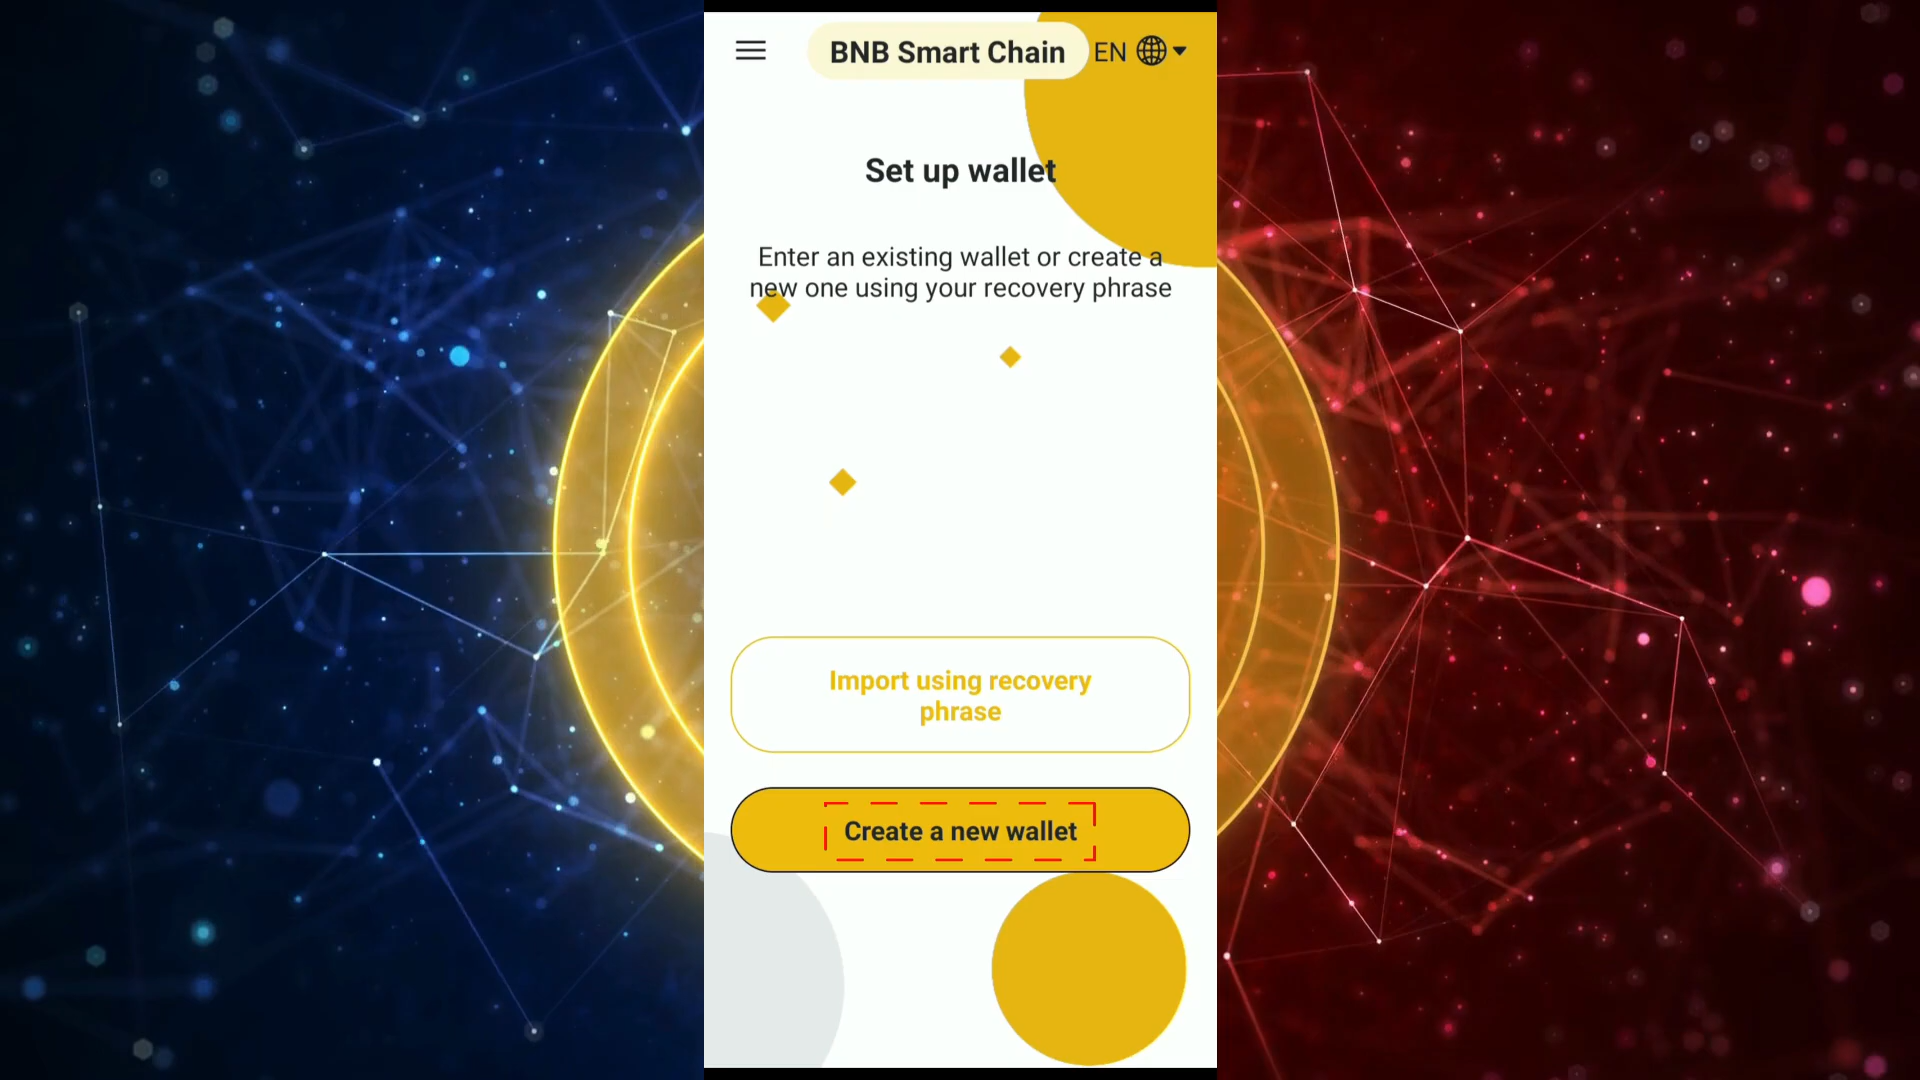 BNB Smart Chain
EN
Set up wallet
Enter an existing wallet or create a
new one using your recovery phrase
Import using recovery
phrase
Create a new wallet